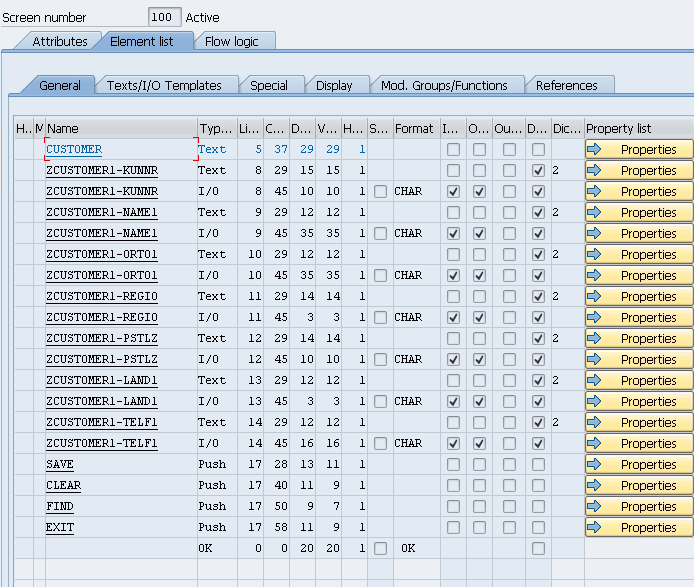 Screen number 100 Active
Attributes Element list Flow logic
General Texts/I/O Templates Special Display Mod. Groups/Functions References
H.. M Name Typ... Li... C... D... V... H... S... Format I... O... Ou... D... Dic... Property list
CUSTOMER Text 5 37 29 29 1 Properties
ZCUSTOMER1-KUNNR Text 8 29 15 15 1 2 Properties
ZCUSTOMER1-KUNNR I/O 8 45 10 10 1 CHAR Properties
ZCUSTOMER1-NAME1 Text 9 29 12 12 1 2 Properties
ZCUSTOMER1-NAME1 I/O 9 45 35 35 1 CHAR Properties
ZCUSTOMER1-ORT01 Text 10 29 12 12 1 2 Properties
ZCUSTOMER1-ORT01 I/O 10 45 35 35 1 CHAR Properties
ZCUSTOMER1-REGIO Text 11 29 14 14 1 2 Properties
ZCUSTOMER1-REGIO I/O 11 45 3 3 1 CHAR Properties
ZCUSTOMER1-PSTLZ Text 12 29 14 14 1 2 Properties
ZCUSTOMER1-PSTLZ I/O 12 45 10 10 1 CHAR Properties
ZCUSTOMER1-LAND1 Text 13 29 12 12 1 2 Properties
ZCUSTOMER1-LAND1 I/O 13 45 3 3 1 CHAR Properties
ZCUSTOMER1-TELF1 Text 14 29 12 12 1 2 Properties
ZCUSTOMER1-TELF1 I/O 14 45 16 16 1 CHAR Properties
SAVE Push 17 28 13 11 1 Properties
CLEAR Push 17 40 11 9 1 Properties
FIND Push 17 50 9 7 1 Properties
EXIT Push 17 58 11 9 1 Properties
OK 0 0 20 20 1 OK